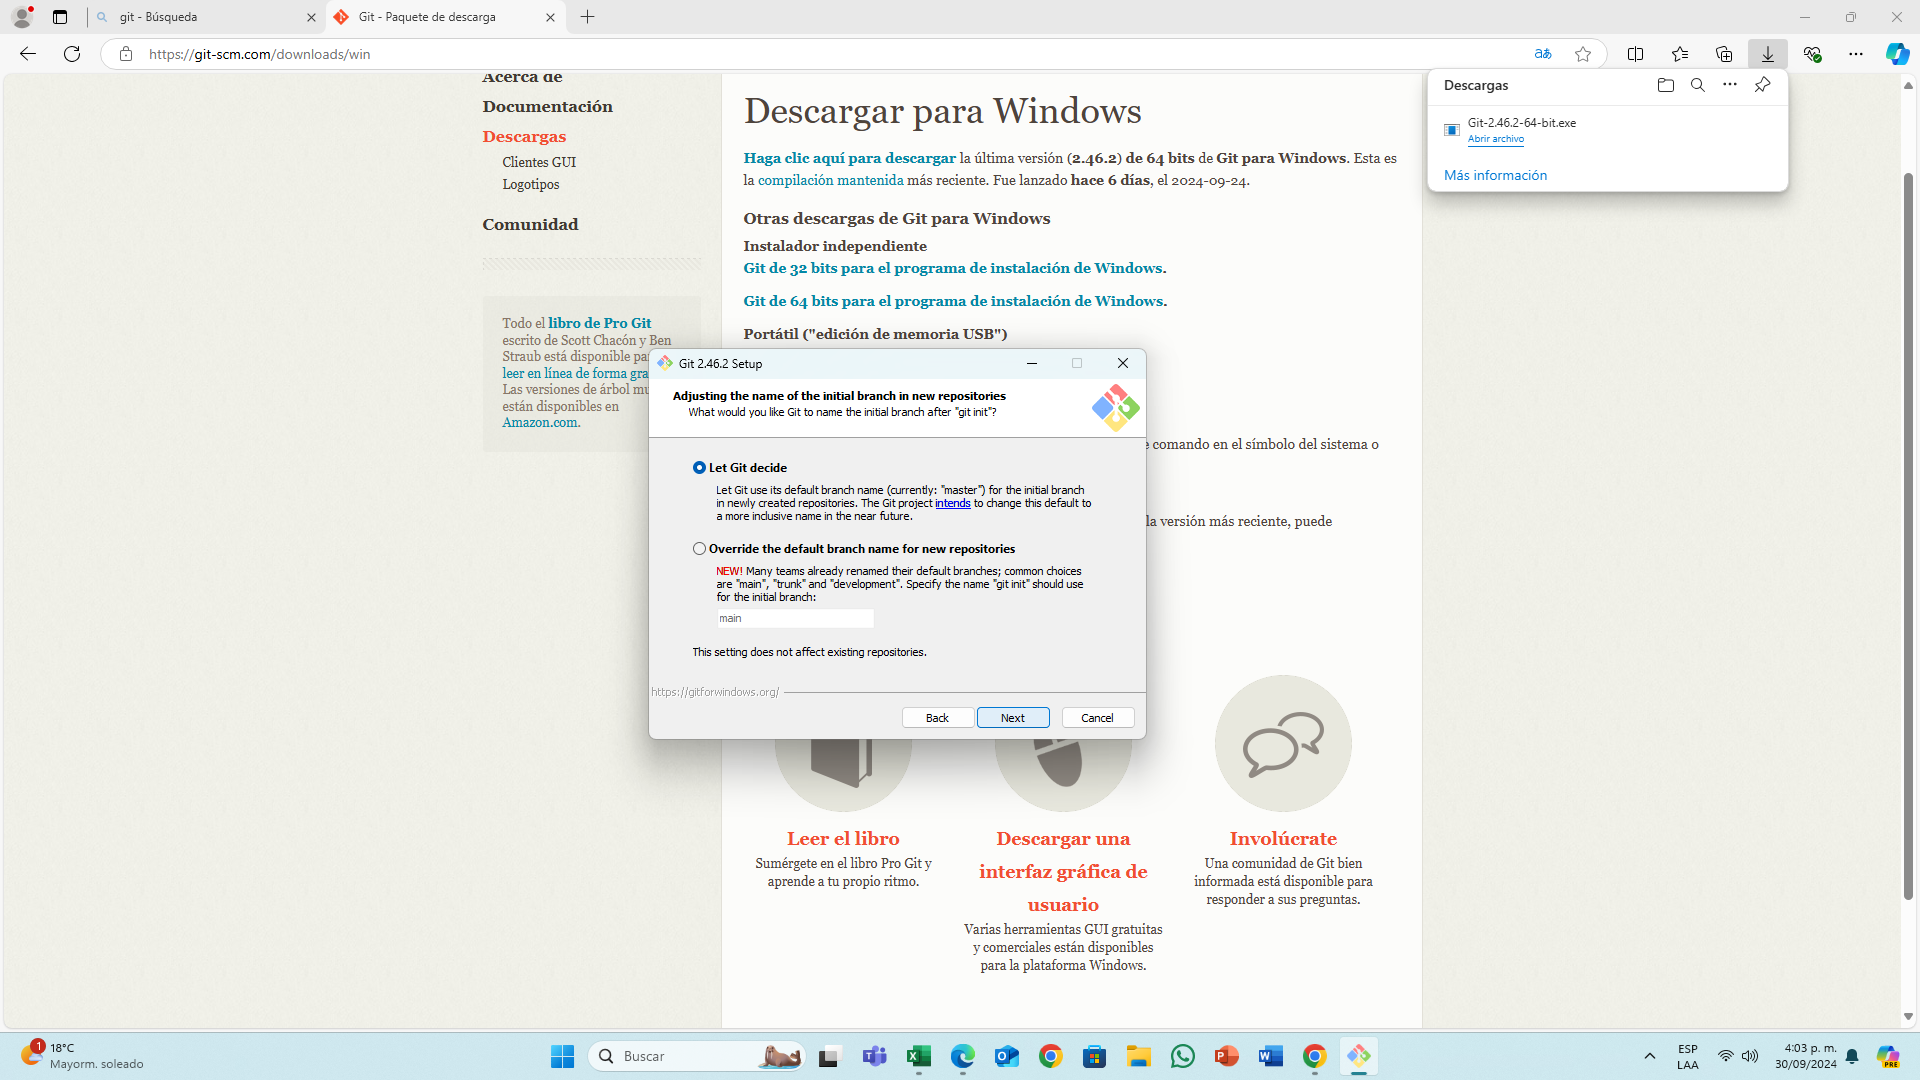 git - Búsqueda
Git - Paquete de descarga
https://git-scm.com/downloads/win
Acerca de
Documentación
Descargas
Clientes GUI
Logotipos
Comunidad
Todo el libro de Pro Git
escrito de Scott Chacón y Ben
Straub está disponible pa
leer en línea de forma gra
Las versiones de árbol mu
están disponibles en
Amazon.com.
Descargar para Windows
Haga clic aquí para descargar la última versión (2.46.2) de 64 bits de Git para Windows. Esta es
la compilación mantenida más reciente. Fue lanzado hace 6 días, el 2024-09-24.
Otras descargas de Git para Windows
Instalador independiente
Git de 32 bits para el programa de instalación de Windows.
Git de 64 bits para el programa de instalación de Windows.
Portátil ("edición de memoria USB")
e comando en el símbolo del sistema o
la versión más reciente, puede
Descargas
Git-2.46.2-64-bit.exe
Abrir archivo
Más información
Git 2.46.2 Setup
Adjusting the name of the initial branch in new repositories
What would you like Git to name the initial branch after "git init"?
Let Git decide
Let Git use its default branch name (currently: "master") for the initial branch
in newly created repositories. The Git project intends to change this default to
a more inclusive name in the near future.
Override the default branch name for new repositories
NEW! Many teams already renamed their default branches; common choices
are "main", "trunk" and "development". Specify the name "git init" should use
for the initial branch:
main
This setting does not affect existing repositories.
https://gitforwindows.org/
Back
Next
Cancel
Leer el libro
Sumérgete en el libro Pro Git y
aprende a tu propio ritmo.
Descargar una
interfaz gráfica de
usuario
Varias herramientas GUI gratuitas
y comerciales están disponibles
para la plataforma Windows.
Involúcrate
Una comunidad de Git bien
informada está disponible para
responder a sus preguntas.
1
18°C
Mayorm. soleado
Buscar
ESP
LAA
4:03 p. m.
30/09/2024
PRE